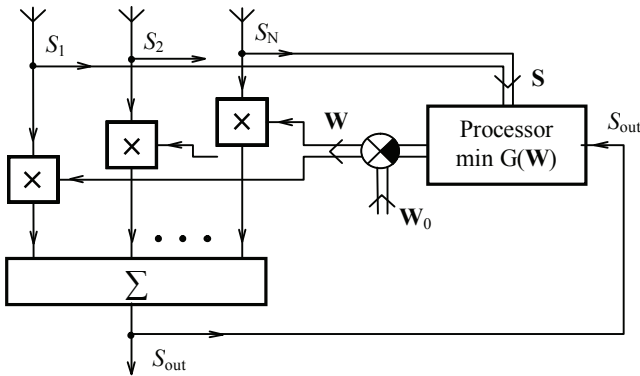 S1
S2
SN
S
× × ×
W
Processor
min G(W)
Sout
W0
• • •
Σ
Sout